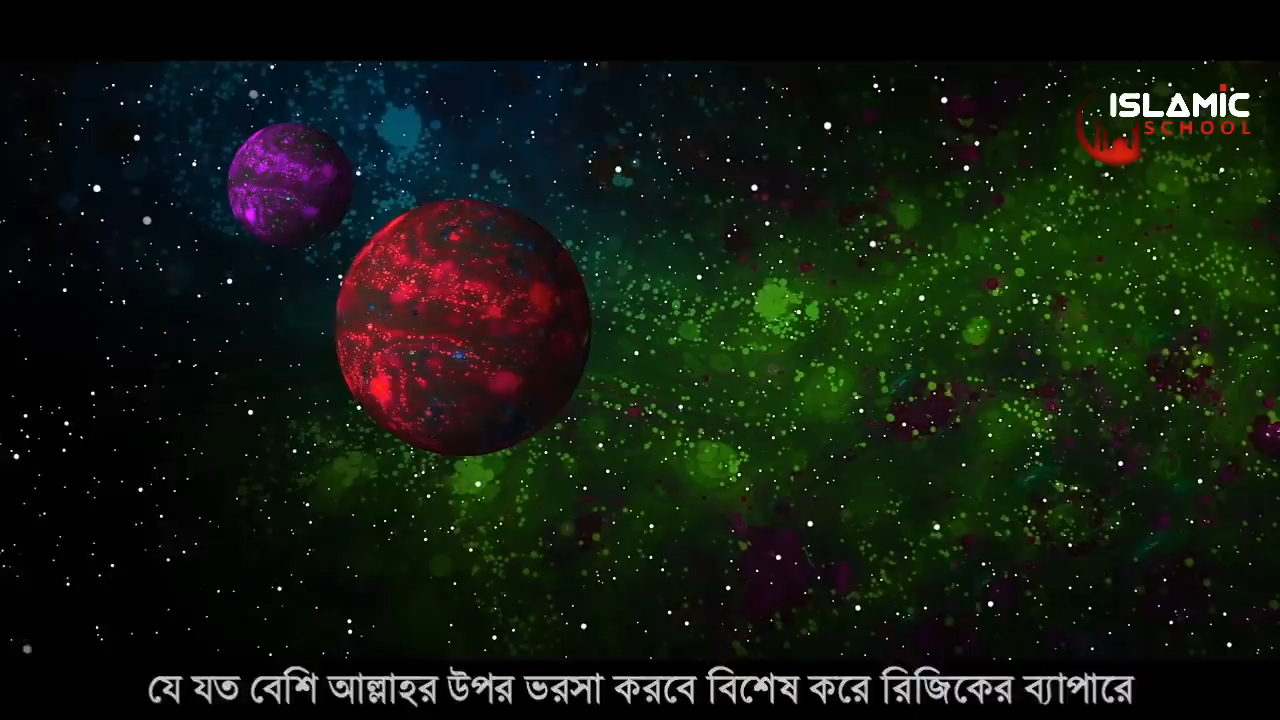 ISLAMIC
SCHOOL
যে যত বেশি আল্লাহর উপর ভরসা করবে বিশেষ করে রিজিকের ব্যাপারে